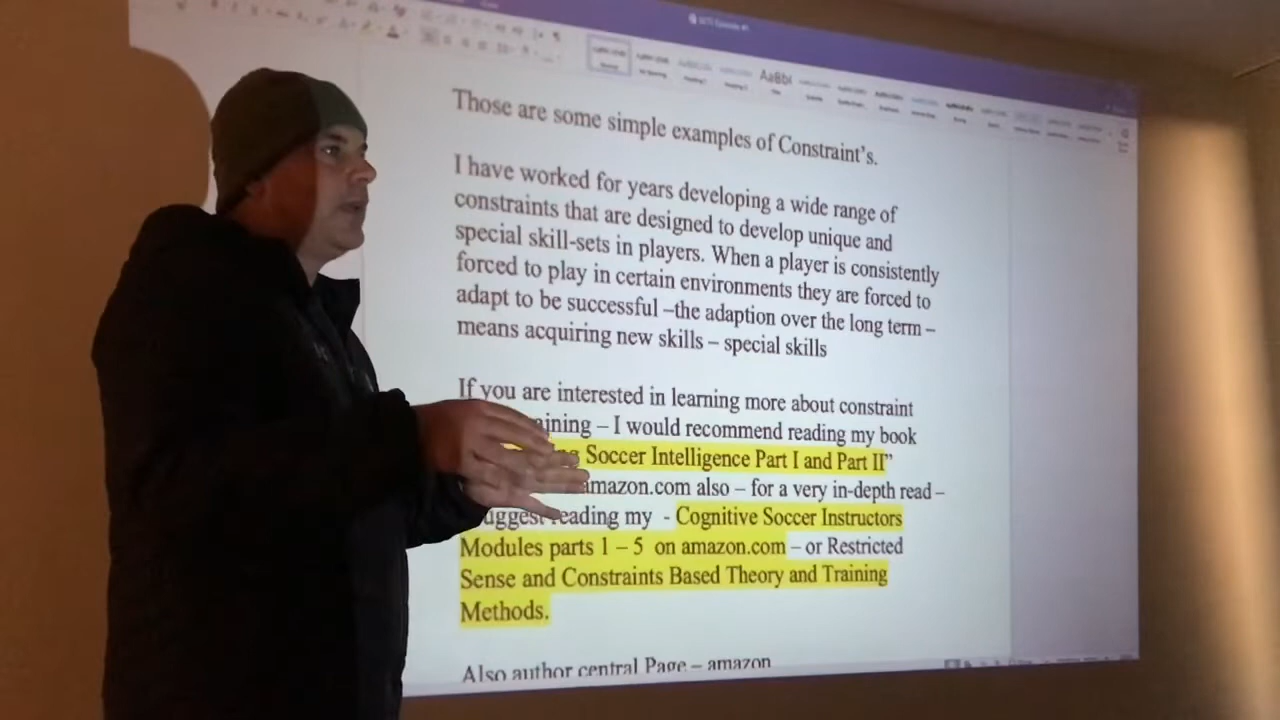 AaBbI
Those are some simple examples of Constraint's.
I have worked for years developing a wide range of
constraints that are designed to develop unique and
special skill-sets in players. When a player is consistently
forced to play in certain environments they are forced to
adapt to be successful –the adaption over the long term –
means acquiring new skills – special skills
If you are interested in learning more about constraint
– I would recommend reading my book
Soccer Intelligence Part I and Part II”
amazon.com also – for a very in-depth read –
reading my - Cognitive Soccer Instructors
Modules parts 1 – 5 on amazon.com – or Restricted
Sense and Constraints Based Theory and Training
Methods.
Also author central Page – amazon